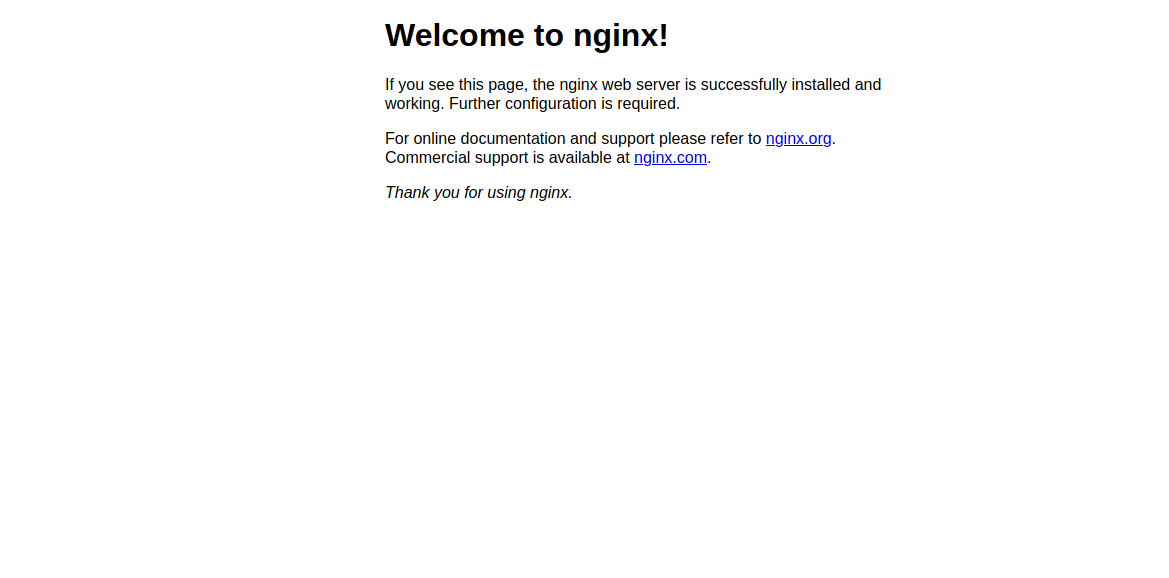 Welcome to nginx!
If you see this page, the nginx web server is successfully installed and
working. Further configuration is required.
For online documentation and support please refer to nginx.org.
Commercial support is available at nginx.com.
Thank you for using nginx.